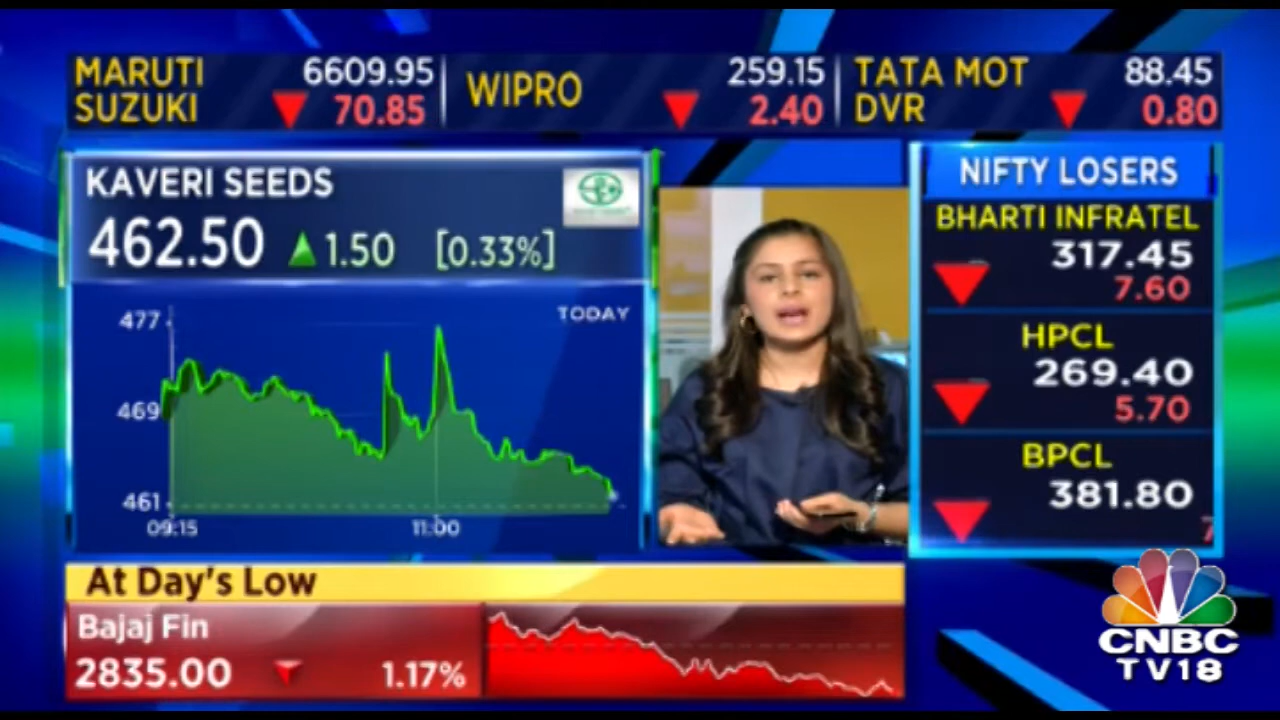 MARUTI SUZUKI
6609.95
70.85
WIPRO
259.15
2.40
TATA MOT DVR
88.45
0.80
KAVERI SEEDS
462.50 1.50 [0.33%]
TODAY
477
469
461
09:15 11:00
NIFTY LOSERS
BHARTI INFRATEL
317.45
7.60
HPCL
269.40
5.70
BPCL
381.80
At Day's Low
Bajaj Fin
2835.00 1.17%
CNBC
TV18